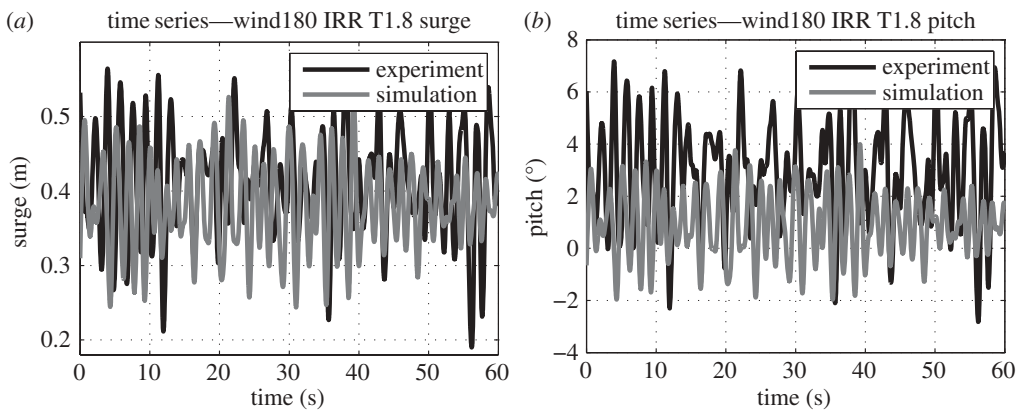 (a) time series—wind180 IRR T1.8 surge
experiment
simulation
0.5
0.4
0.3
0.2
surge (m)
0 10 20 30 40 50 60
time (s)
(b) time series—wind180 IRR T1.8 pitch
experiment
simulation
8
6
4
2
0
−2
−4
pitch (°)
0 10 20 30 40 50 60
time (s)